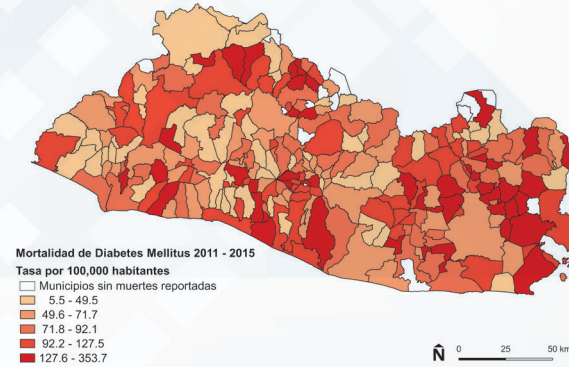 Mortalidad de Diabetes Mellitus 2011 - 2015
Tasa por 100,000 habitantes
Municipios sin muertes reportadas
5.5 - 49.5
49.6 - 71.7
71.8 - 92.1
92.2 - 127.5
127.6 - 353.7
N
0 25 50 km